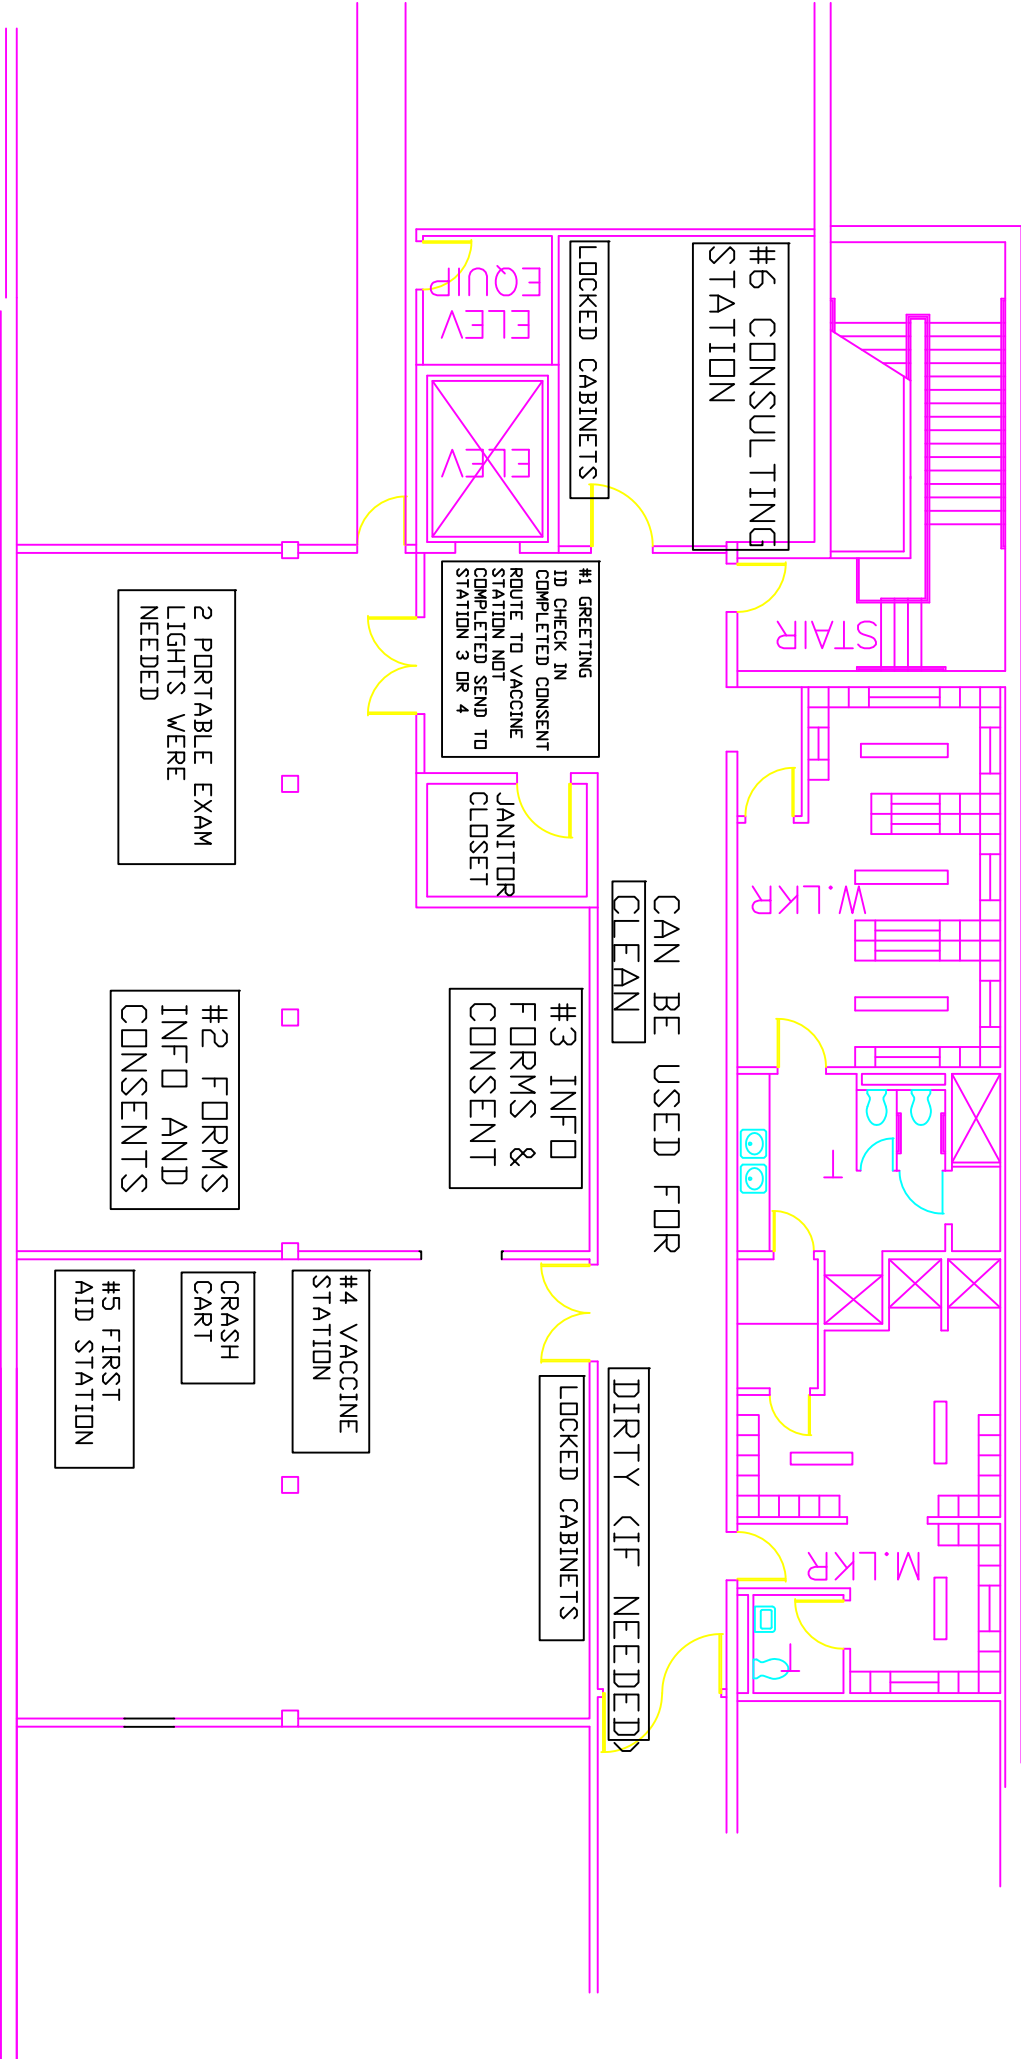 #6 CONSULTING
STATION
LOCKED CABINETS
EQUIP
ELEV
ELEV
STAIR
#1 GREETING
ID CHECK IN
COMPLETED CONSENT
ROUTE TO VACCINE
STATION NOT
COMPLETED SEND TO
STATION 3 OR 4
2 PORTABLE EXAM
LIGHTS WERE
NEEDED
JANITOR
CLOSET
W.LKR
CAN BE USED FOR
CLEAN
#3 INFO
FORMS &
CONSENT
#2 FORMS
INFO AND
CONSENTS
T
#4 VACCINE
STATION
CRASH
CART
#5 FIRST
AID STATION
LOCKED CABINETS
DIRTY (IF NEEDED)
M.LKR
T